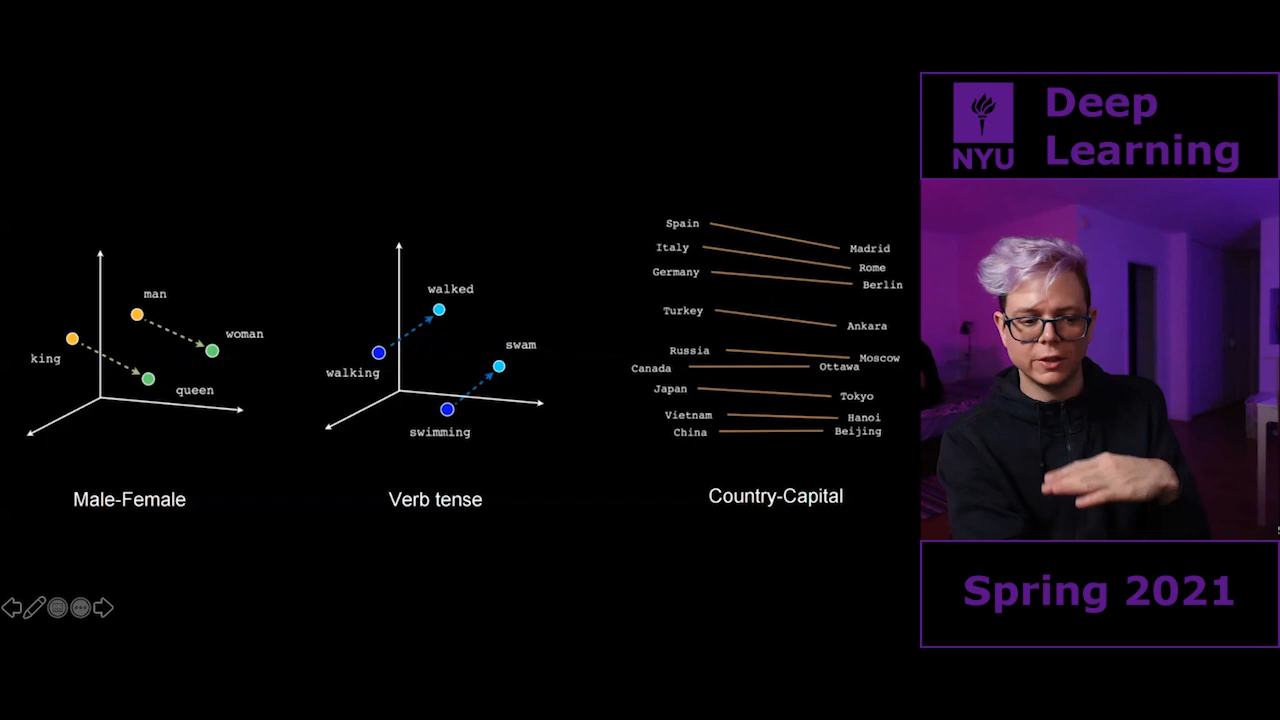 man
woman
king
queen
Male-Female
walked
walking
swam
swimming
Verb tense
Spain
Madrid
Italy
Rome
Germany
Berlin
Turkey
Ankara
Russia
Moscow
Canada
Ottawa
Japan
Tokyo
Vietnam
Hanoi
China
Beijing
Country-Capital
NYU
Deep
Learning
Spring 2021